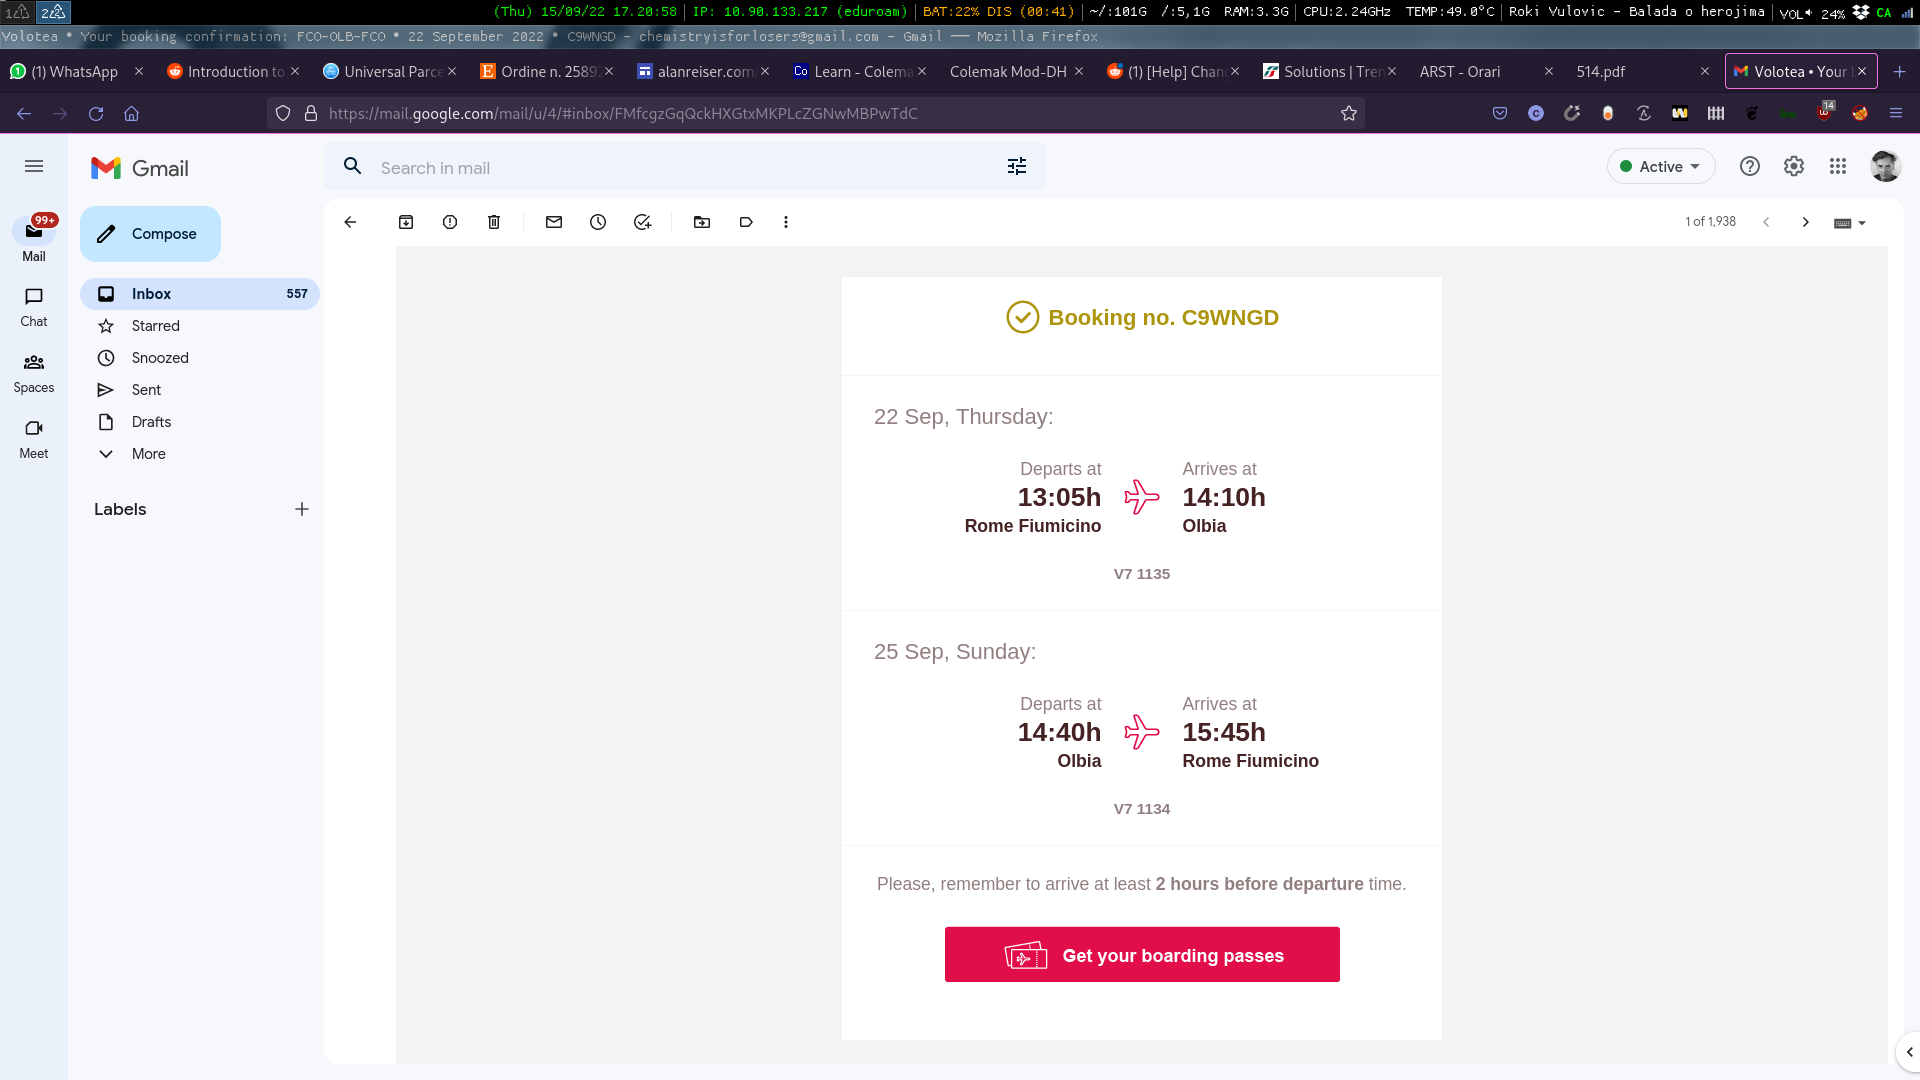 1 2 (Thu) 15/09/22 17.20:58 IP: 10.90.133.217 (eduroam) BAT:22% DIS (00:41) ~/:101G /:5,1G RAM:3.3G CPU:2.24GHz TEMP:49.0°C Roki Vulovic - Balada o herojima VOL 24% CA
Volotea • Your booking confirmation: FCO-OLB-FCO • 22 September 2022 • C9WNGD - chemistryisforlosers@gmail.com - Gmail — Mozilla Firefox
(1) WhatsApp Introduction to Universal Parce Ordine n. 2589 alanreiser.com/ Co Learn - Colema Colemak Mod-DH (1) [Help] Chan Solutions | Tren ARST - Orari 514.pdf Volotea • Your
https://mail.google.com/mail/u/4/#inbox/FMfcgzGqQckHXGtxMKPLcZGNwMBPwTdC 14
Gmail
Search in mail
Active
99+
Mail
Chat
Spaces
Meet
Compose
Inbox 557
Starred
Snoozed
Sent
Drafts
More
Labels
1 of 1,938
Booking no. C9WNGD
22 Sep, Thursday:
Departs at Arrives at
13:05h 14:10h
Rome Fiumicino Olbia
V7 1135
25 Sep, Sunday:
Departs at Arrives at
14:40h 15:45h
Olbia Rome Fiumicino
V7 1134
Please, remember to arrive at least 2 hours before departure time.
Get your boarding passes